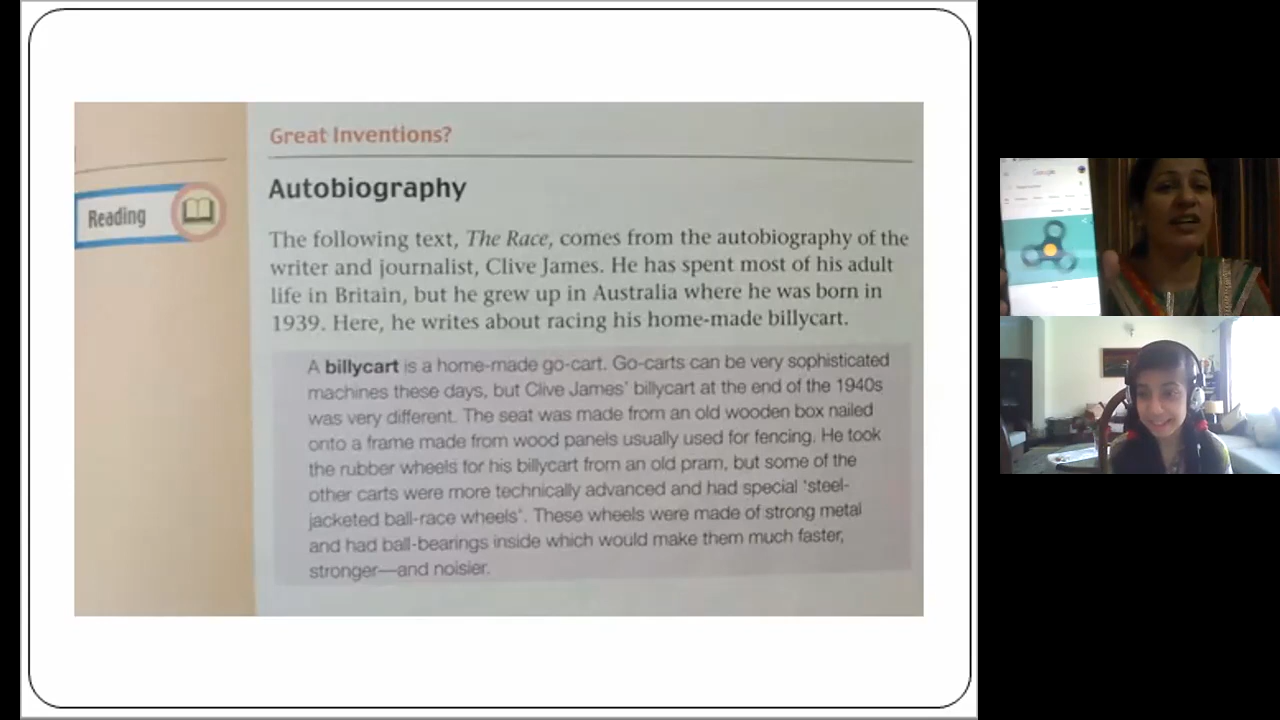 Great Inventions?
Autobiography
Reading
The following text, The Race, comes from the autobiography of the
writer and journalist, Clive James. He has spent most of his adult
life in Britain, but he grew up in Australia where he was born in
1939. Here, he writes about racing his home-made billycart.
A billycart is a home-made go-cart. Go-carts can be very sophisticated
machines these days, but Clive James' billycart at the end of the 1940s
was very different. The seat was made from an old wooden box nailed
onto a frame made from wood panels usually used for fencing. He took
the rubber wheels for his billycart from an old pram, but some of the
other carts were more technically advanced and had special 'steel-
jacketed ball-race wheels'. These wheels were made of strong metal
and had ball-bearings inside which would make them much faster,
stronger—and noisier.
Google